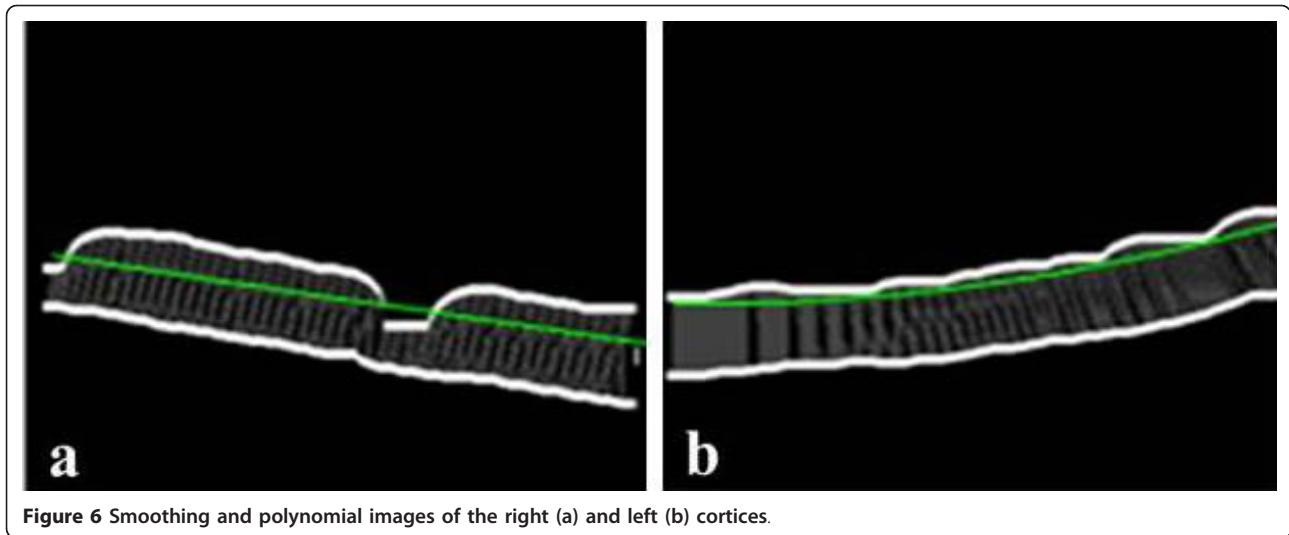 a
b
Figure 6 Smoothing and polynomial images of the right (a) and left (b) cortices.